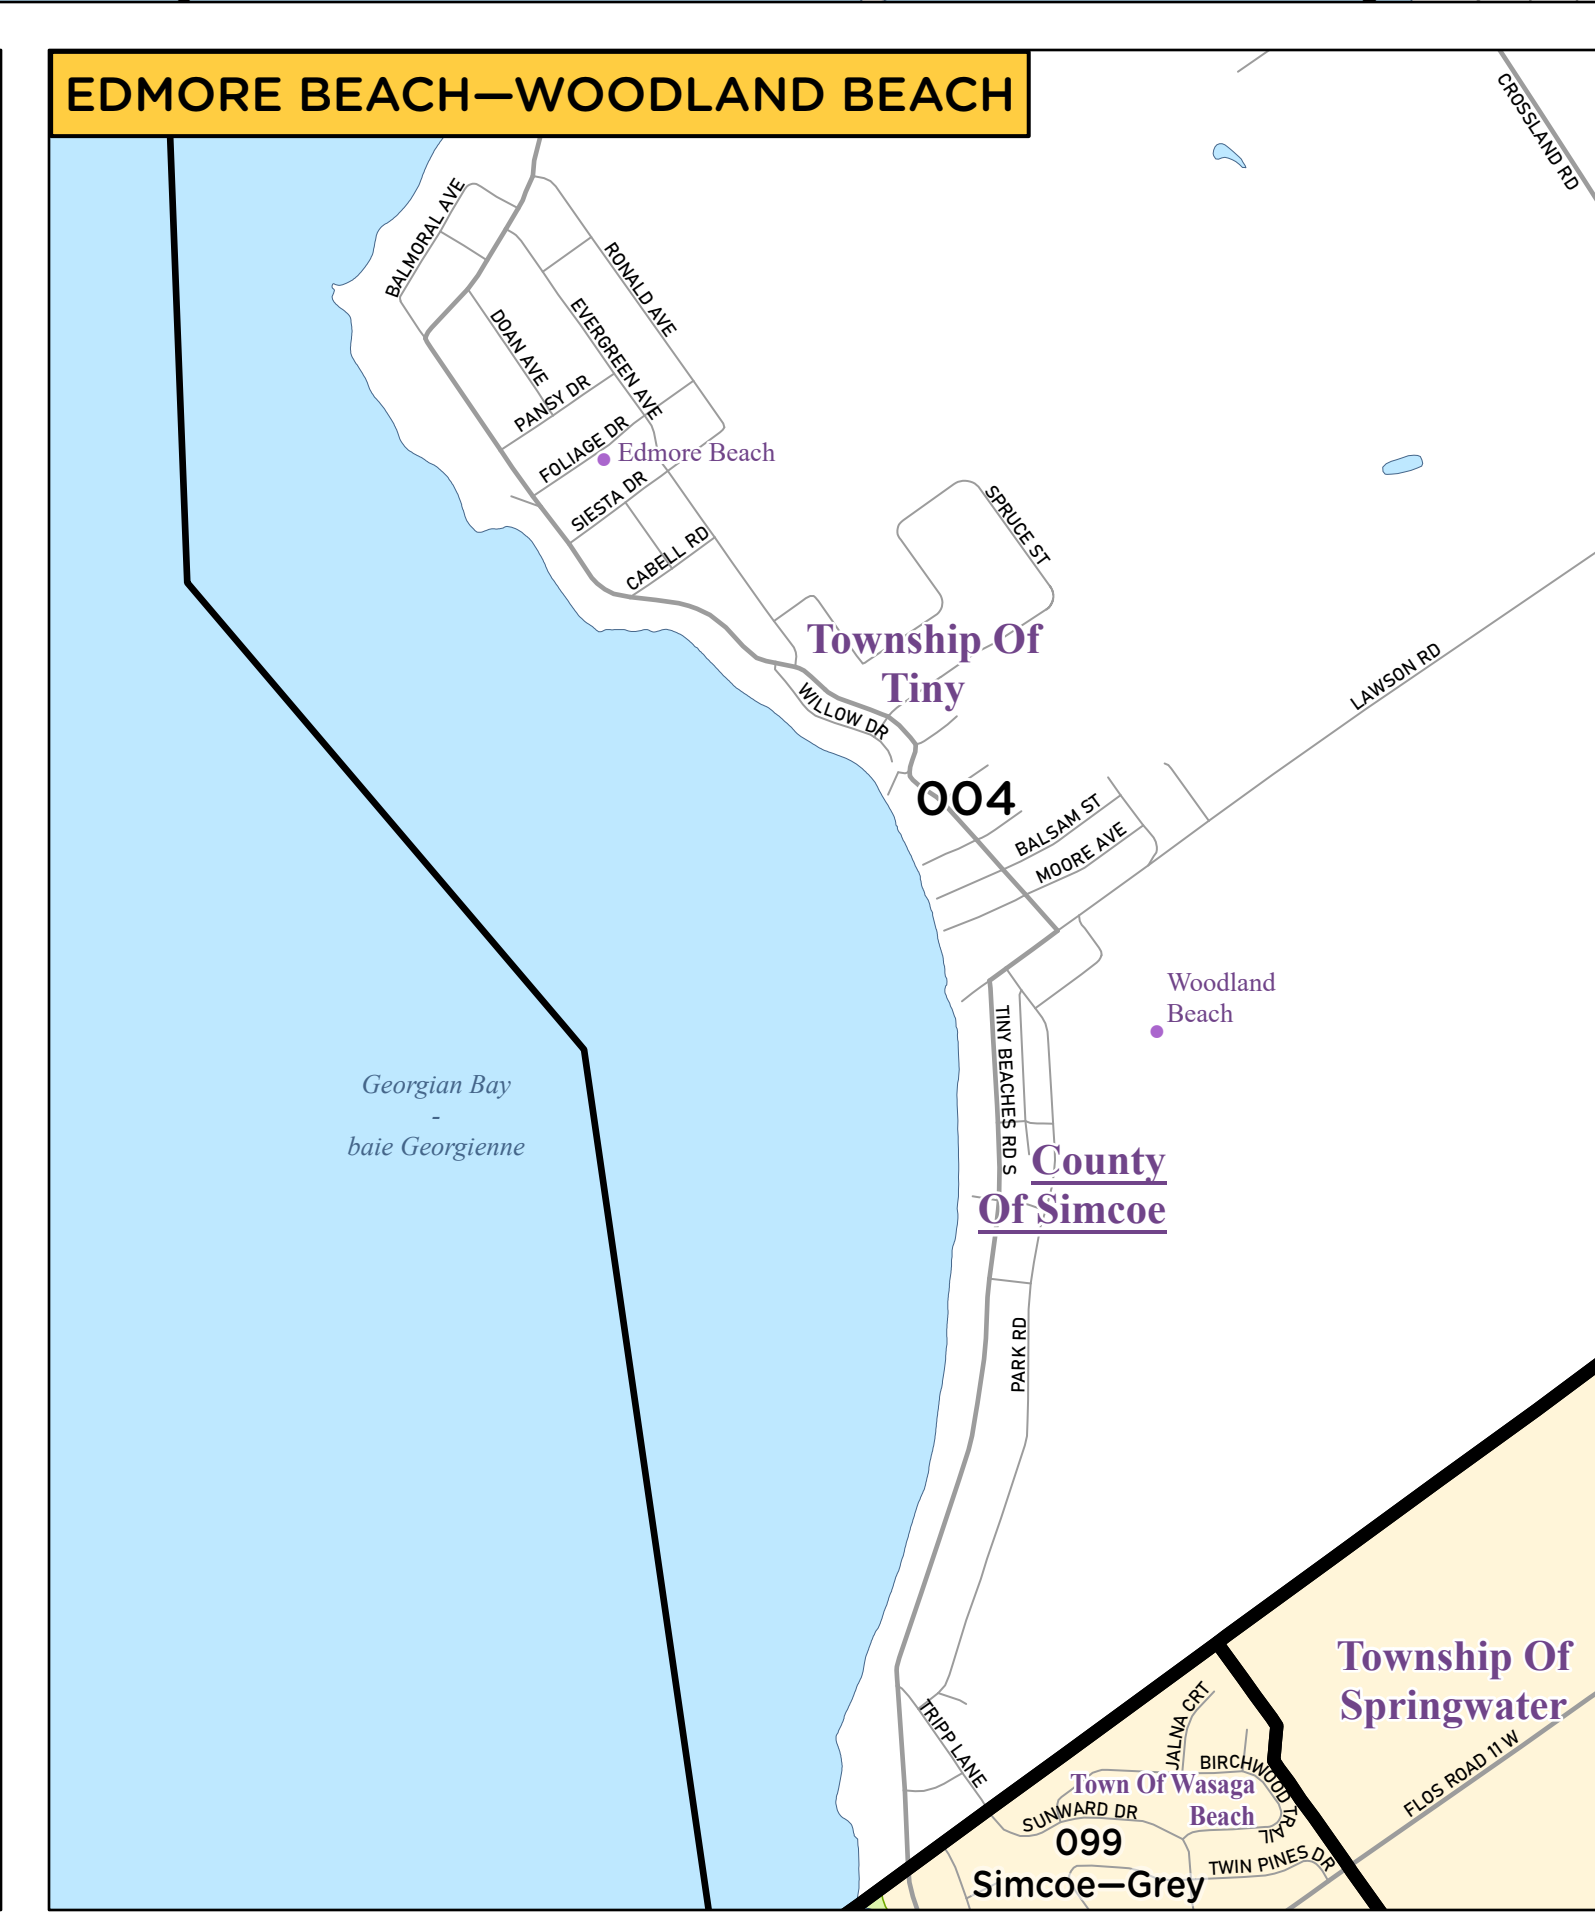 EDMORE BEACH—WOODLAND BEACH
CROSSLAND RD
BALMORAL AVE
RONALD AVE
DOAN AVE
EVERGREEN AVE
PANSY DR
FOLIAGE DR
Edmore Beach
SIESTA DR
SPRUCE ST
CABELL RD
Township Of
Tiny
LAWSON RD
WILLOW DR
004
BALSAM ST
MOORE AVE
Woodland
Beach
TINY BEACHES RD S
Georgian Bay
-
baie Georgienne
County
Of Simcoe
PARK RD
Township Of
Springwater
TRIPP LANE
JALNA CRT
BIRCHWOOD TRAIL
FLOS ROAD 11 W
Town Of Wasaga
Beach
SUNWARD DR
099
Simcoe—Grey
TWIN PINES DR